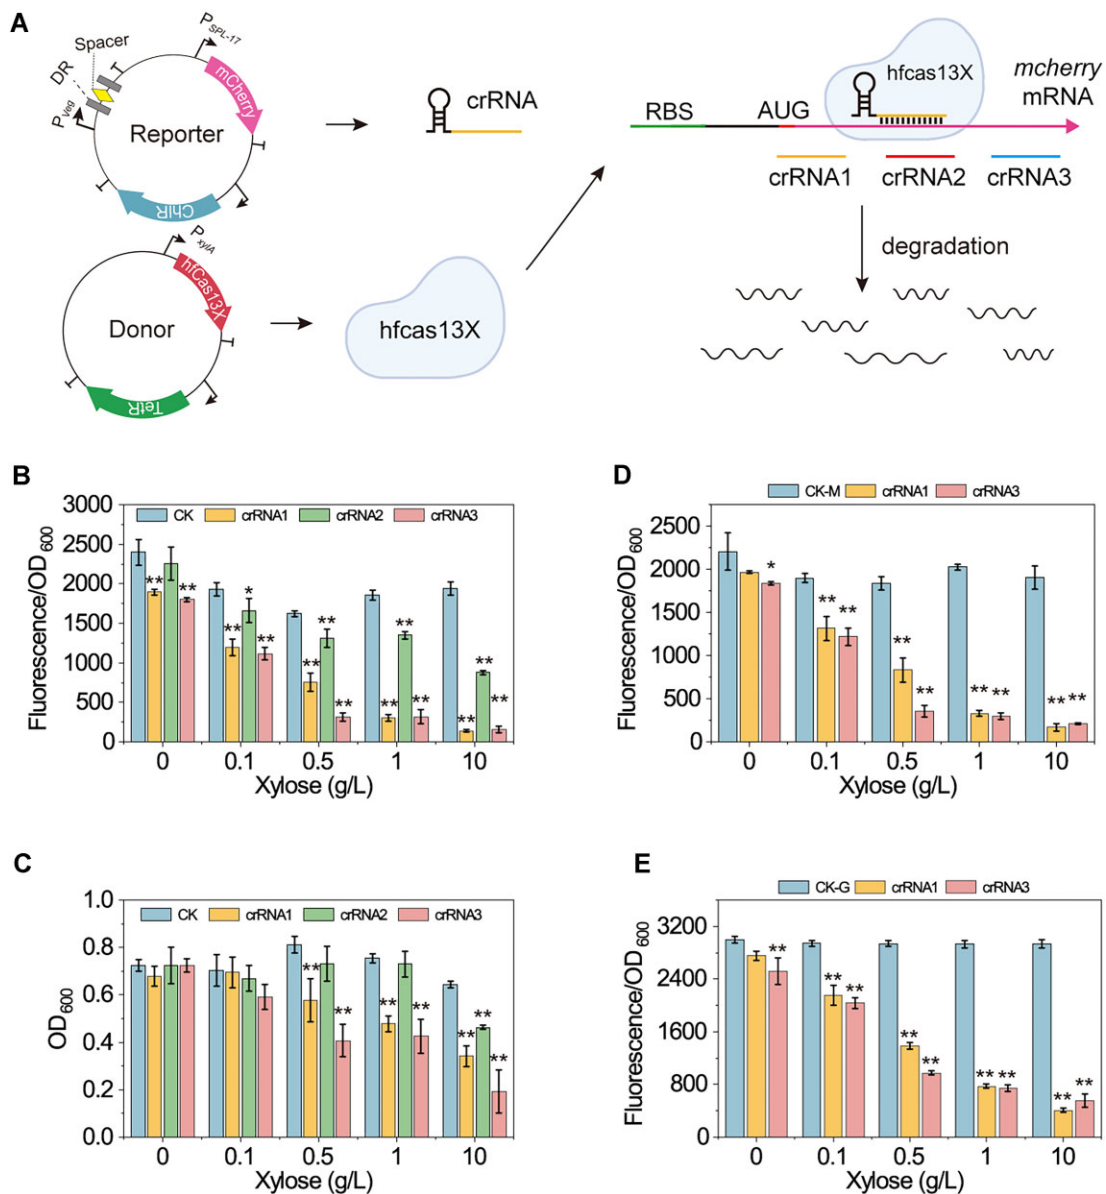 A
P SPL-17
Spacer
DR
P Veg
mCherry
Reporter
ChlR
crRNA
hfcas13X
mcherry
mRNA
RBS
AUG
crRNA1
crRNA2
crRNA3
degradation
P xylA
hfCas13X
Donor
TetR
hfcas13X
B
Fluorescence/OD600
3000
2500
2000
1500
1000
500
0
CK crRNA1 crRNA2 crRNA3
** **
** * **
** ** **
** ** **
** ** **
0 0.1 0.5 1 10
Xylose (g/L)
D
Fluorescence/OD600
2500
2000
1500
1000
500
0
CK-M crRNA1 crRNA3
*
** **
** **
** **
** **
0 0.1 0.5 1 10
Xylose (g/L)
C
OD600
1.0
0.8
0.6
0.4
0.2
0.0
CK crRNA1 crRNA2 crRNA3
** **
** **
** ** **
0 0.1 0.5 1 10
Xylose (g/L)
E
Fluorescence/OD600
3200
2400
1600
800
0
CK-G crRNA1 crRNA3
**
** **
** **
** **
** **
0 0.1 0.5 1 10
Xylose (g/L)